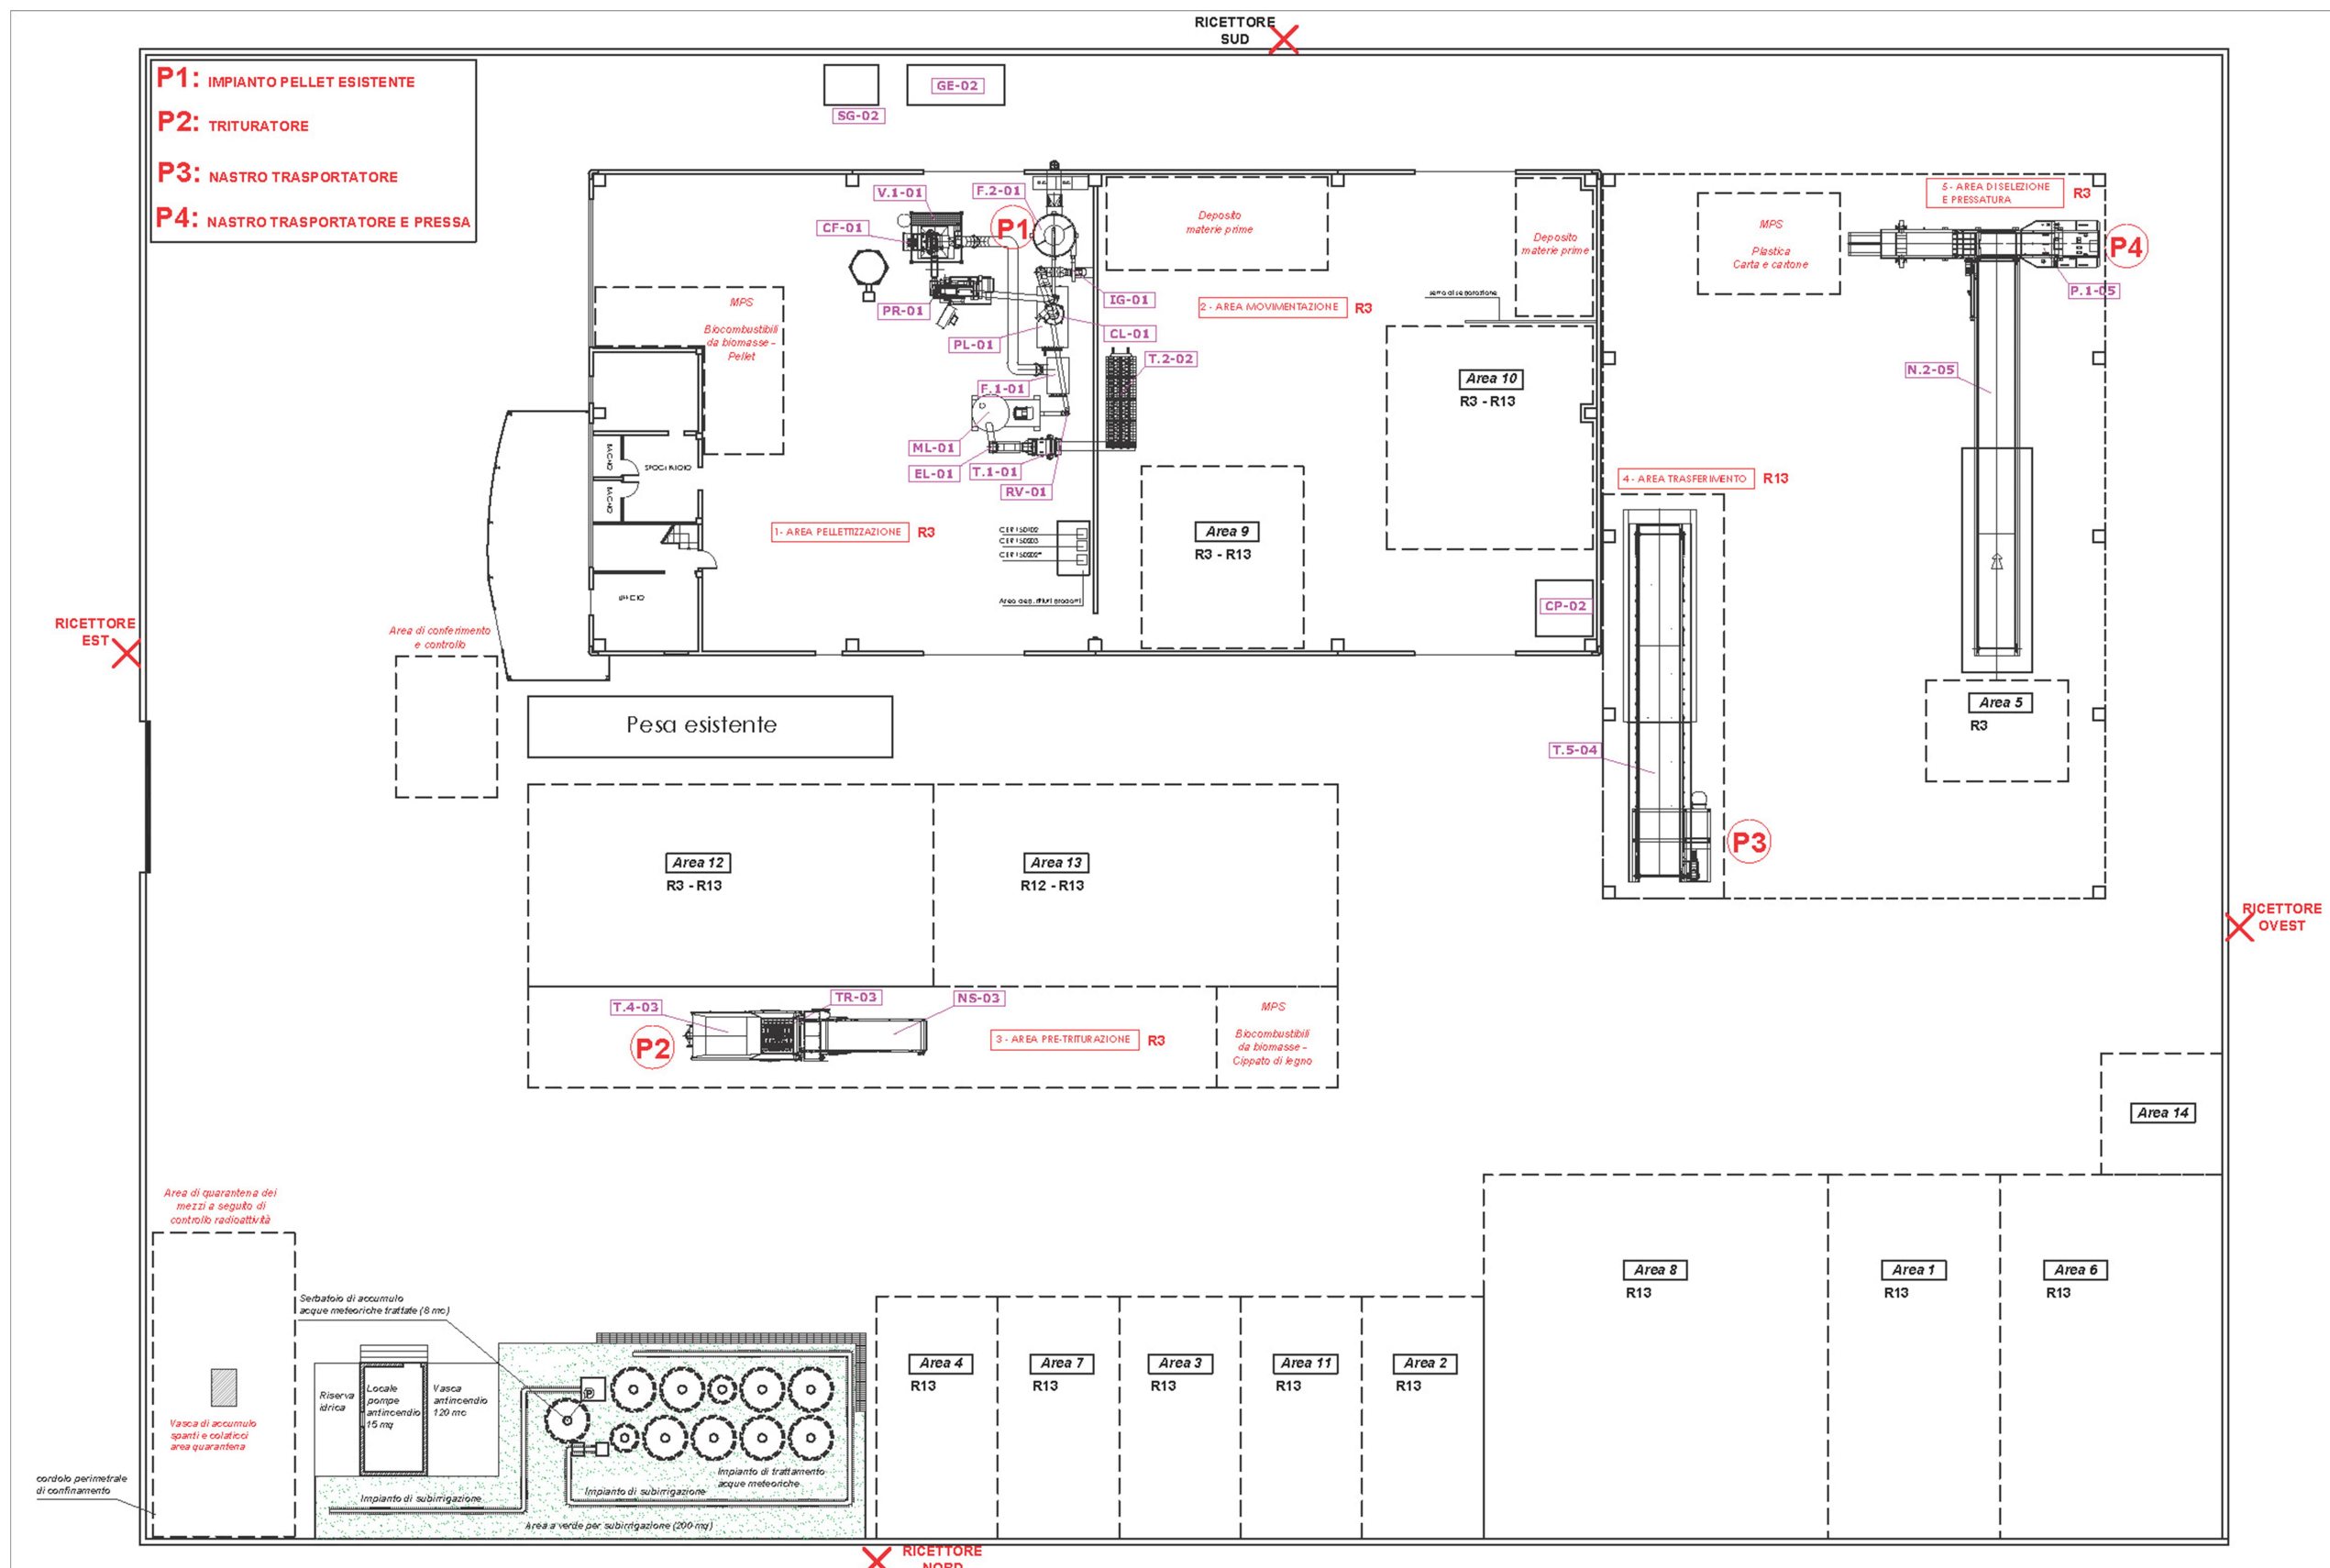 RICETTORE
SUD
P1: IMPIANTO PELLET ESISTENTE
P2: TRITURATORE
P3: NASTRO TRASPORTATORE
P4: NASTRO TRASPORTATORE E PRESSA
GE-02
SG-02
V.1-01
F.2-01
CF-01
P1
PR-01
IG-01
CL-01
PL-01
T.2-02
F.1-01
ML-01
EL-01
T.1-01
RV-01
MPS
Biocombustibili
da biomasse -
Pellet
BAGNO
BAGNO
SPOGLIATOIO
1- AREA PELLETTIZZAZIONE R3
Area dep. rifiuti prodotti
Deposito
materie prime
Deposito
materie prime
2 - AREA MOVIMENTAZIONE R3
Area 10
R3 - R13
Area 9
R3 - R13
CP-02
5 - AREA DI SELEZIONE
E PRESSATURA
R3
MPS
Plastica
Carta e cartone
P4
P.1-05
N.2-05
4 - AREA TRASFERIMENTO R13
Area 5
R3
T.5-04
P3
RICETTORE
EST
Area di conferimento
e controllo
Pesa esistente
Area 12
R3 - R13
Area 13
R12 - R13
RICETTORE
OVEST
T.4-03
TR-03
NS-03
P2
3 - AREA PRE-TRITURAZIONE R3
MPS
Biocombustibili
da biomasse -
Cippato di legno
Area 14
Area di quarantena dei
mezzi a seguito di
controllo radioattività
Vasca di accumulo
spanti e colaticci
area quarantena
cordolo perimetrale
di confinamento
Serbatoio di accumulo
acque meteoriche trattate (8 mc)
Riserva
idrica
Locale
pompe
antincendio
15 mq
Vasca
antincendio
120 mc
P
Impianto di trattamento
acque meteoriche
Impianto di subirrigazione
Impianto di subirrigazione
Area a verde per subirrigazione (200 mq)
Area 4
R13
Area 7
R13
Area 3
R13
Area 11
R13
Area 2
R13
Area 8
R13
Area 1
R13
Area 6
R13
RICETTORE
NORD